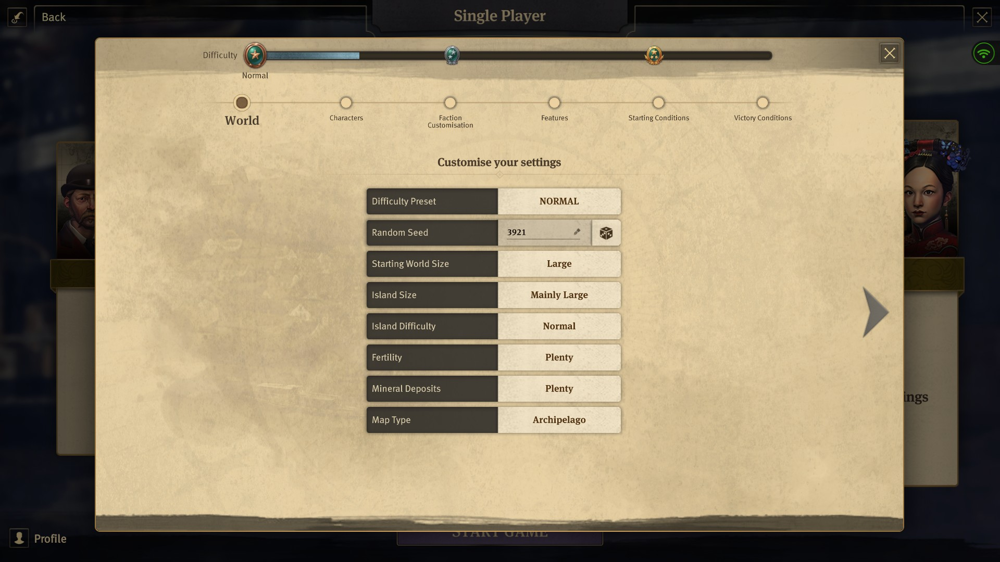 Back
Single Player
Difficulty
Normal
World
Characters
Faction
Customisation
Features
Starting Conditions
Victory Conditions
Customise your settings
Difficulty Preset
NORMAL
Random Seed
3921
Starting World Size
Large
Island Size
Mainly Large
Island Difficulty
Normal
Fertility
Plenty
Mineral Deposits
Plenty
Map Type
Archipelago
ings
START GAME
Profile